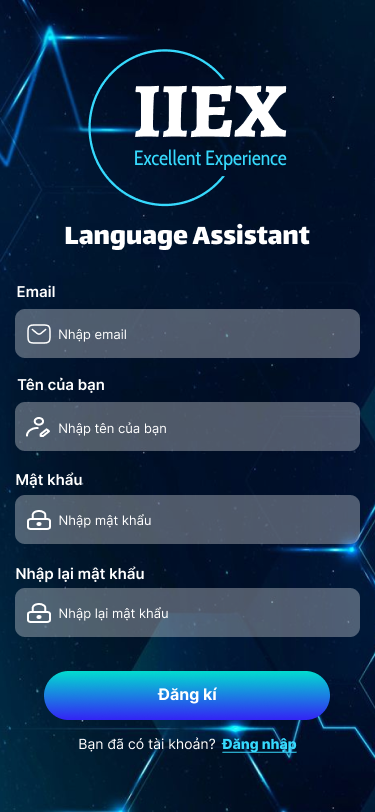 IIEX
Excellent Experience
Language Assistant
Email
Nhập email
Tên của bạn
Nhập tên của bạn
Mật khẩu
Nhập mật khẩu
Nhập lại mật khẩu
Nhập lại mật khẩu
Đăng kí
Bạn đã có tài khoản? Đăng nhập